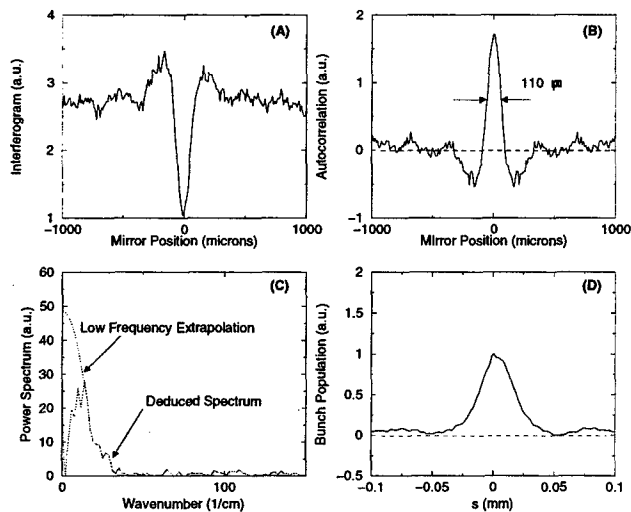 (A)
Interferogram (a.u.)
4
3
2
1
−1000
0
1000
Mirror Position (microns)
(B)
Autocorrelation (a.u.)
2
1
0
−1
110 μm
−1000
0
1000
Mirror Position (microns)
(C)
Power Spectrum (a.u.)
60
50
40
30
20
10
0
Low Frequency Extrapolation
Deduced Spectrum
0
100
Wavenumber (1/cm)
(D)
Bunch Population (a.u.)
2
1.5
1
0.5
0
−0.5
−0.1
−0.05
0
0.05
0.1
s (mm)